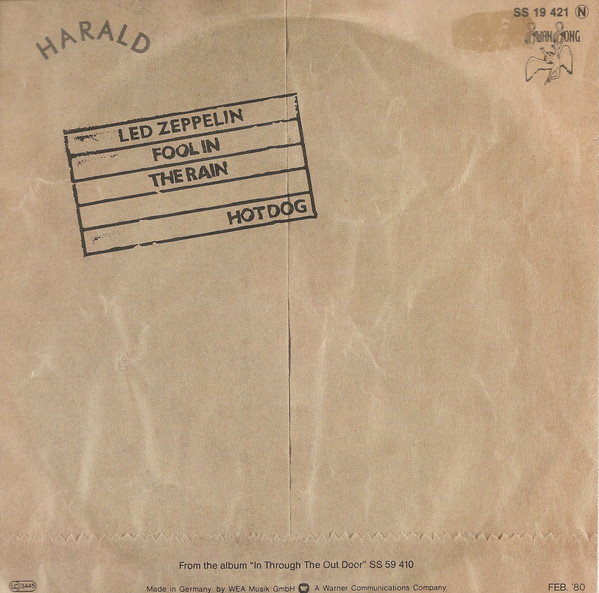 HARALD
SS 19 421 N
SWAN SONG
LED ZEPPELIN
FOOL IN
THE RAIN
HOT DOG
From the album "In Through The Out Door" SS 59 410
LC 3445
Made in Germany by WEA Musik GmbH W A Warner Communications Company
FEB. '80